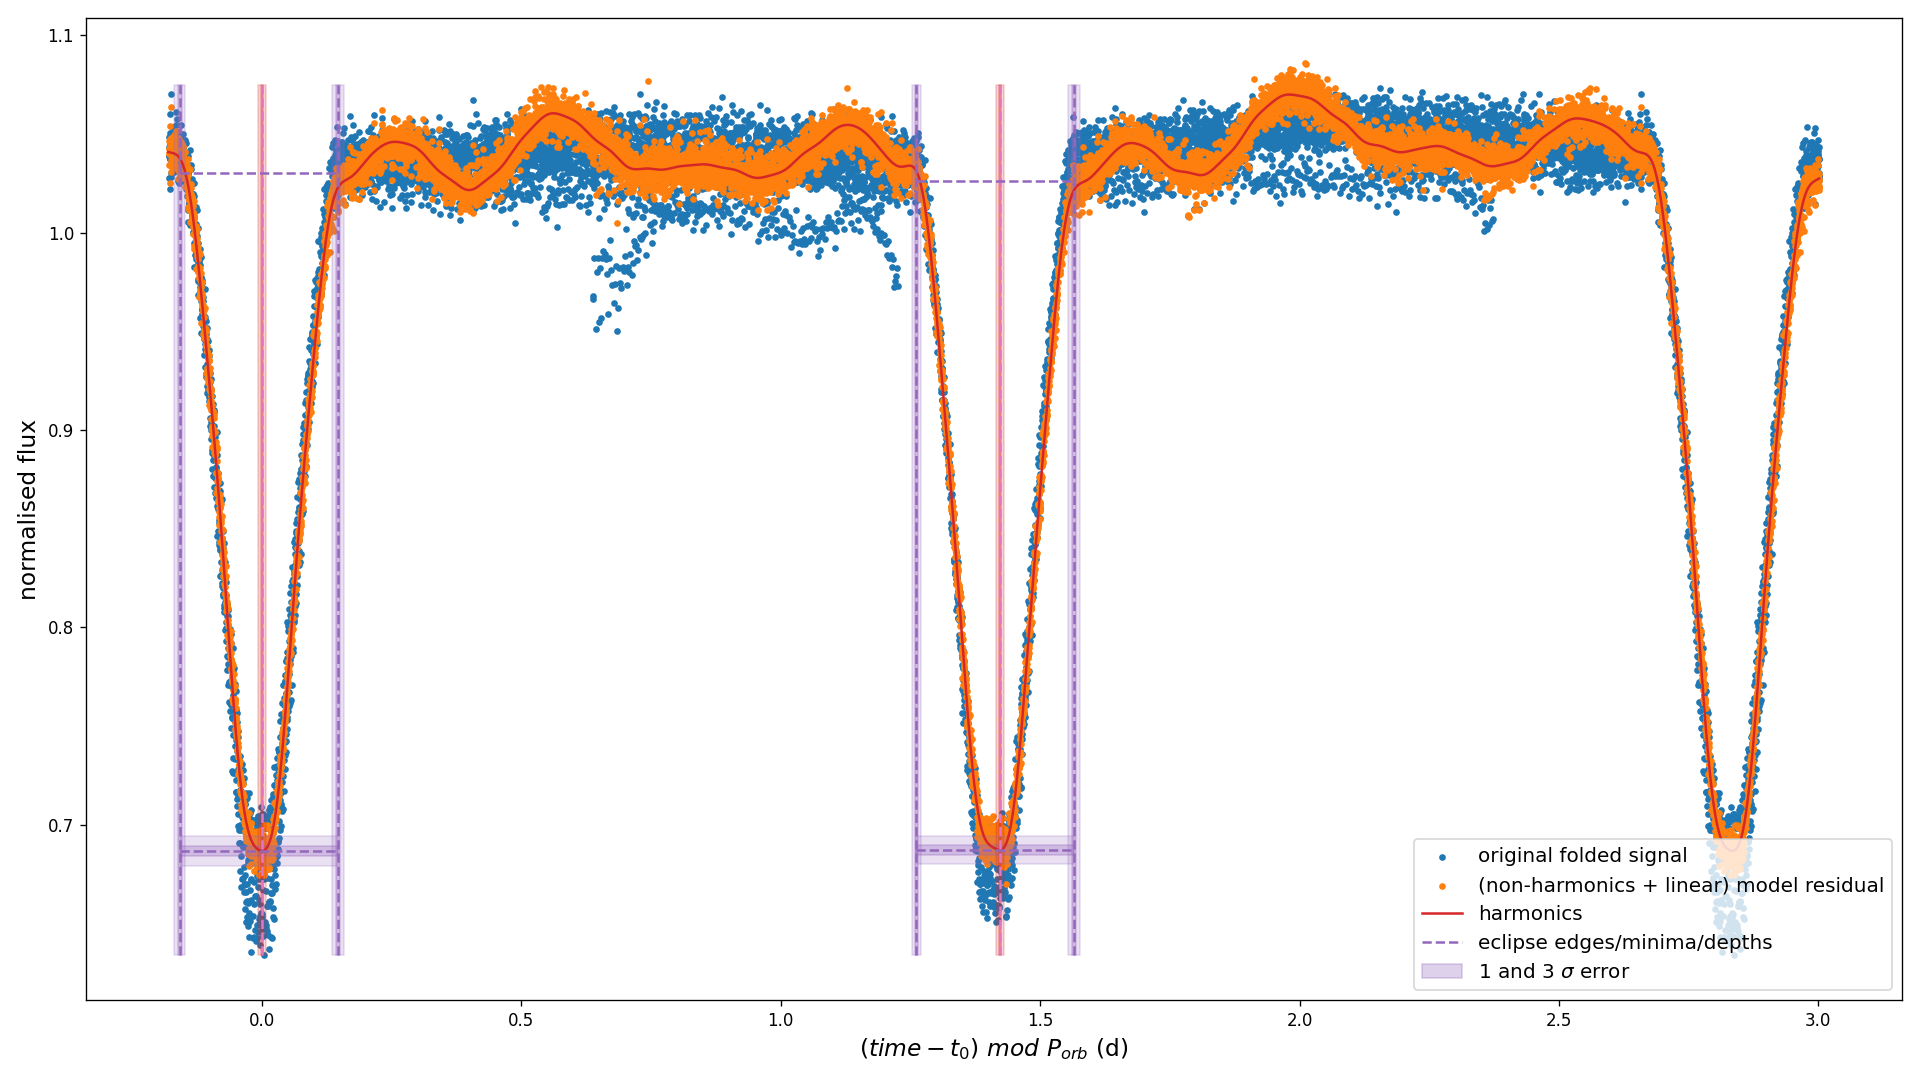 normalised flux
1.1
1.0
0.9
0.8
0.7
0.0
0.5
1.0
1.5
2.0
2.5
3.0
(time − t₀) mod Pₒᵣᵦ (d)
original folded signal
(non-harmonics + linear) model residual
harmonics
eclipse edges/minima/depths
1 and 3 σ error